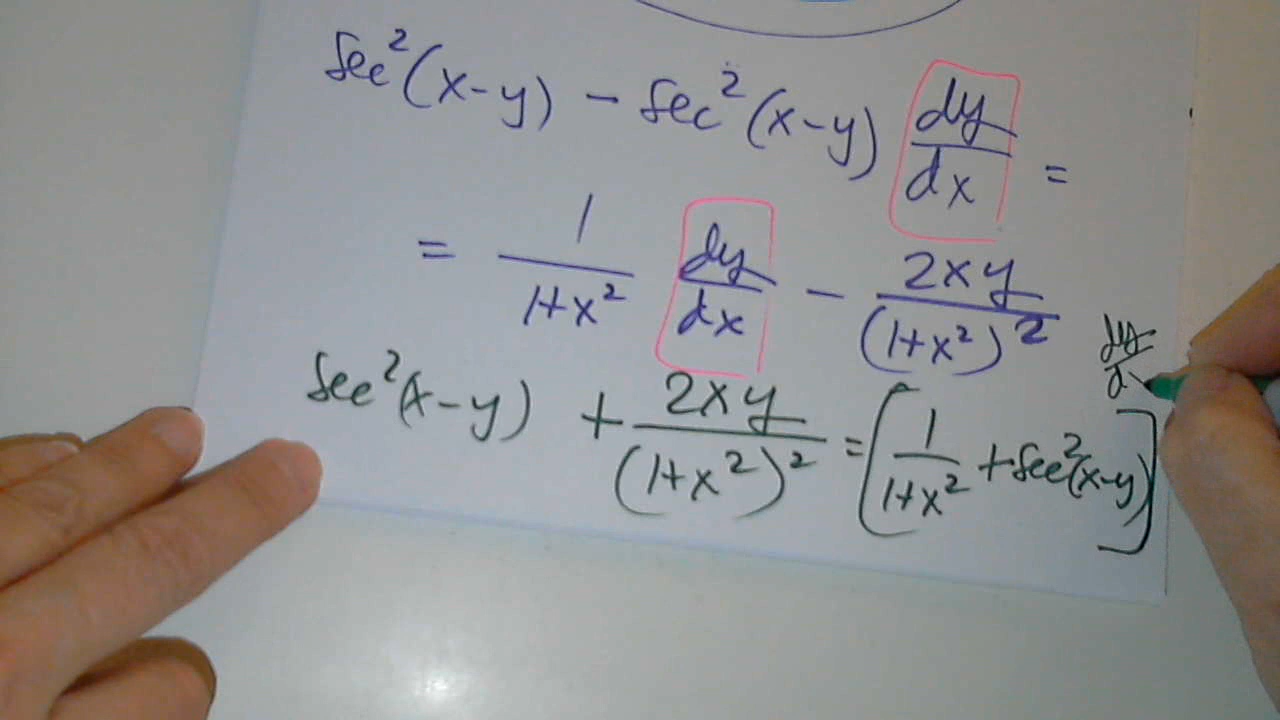 sec²(x-y) - sec²(x-y) dy/dx =
= 1/(1+x²) dy/dx - 2xy/(1+x²)²
sec²(x-y) + 2xy/(1+x²)² = [1/(1+x²) + sec²(x-y)] dy/dx